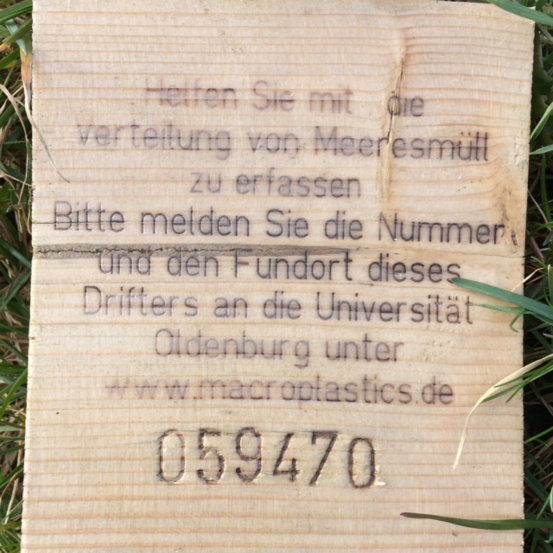 Helfen Sie mit die
Verteilung von Meeresmüll
zu erfassen
Bitte melden Sie die Nummer
und den Fundort dieses
Drifters an die Universität
Oldenburg unter
www.macroplastics.de
059470